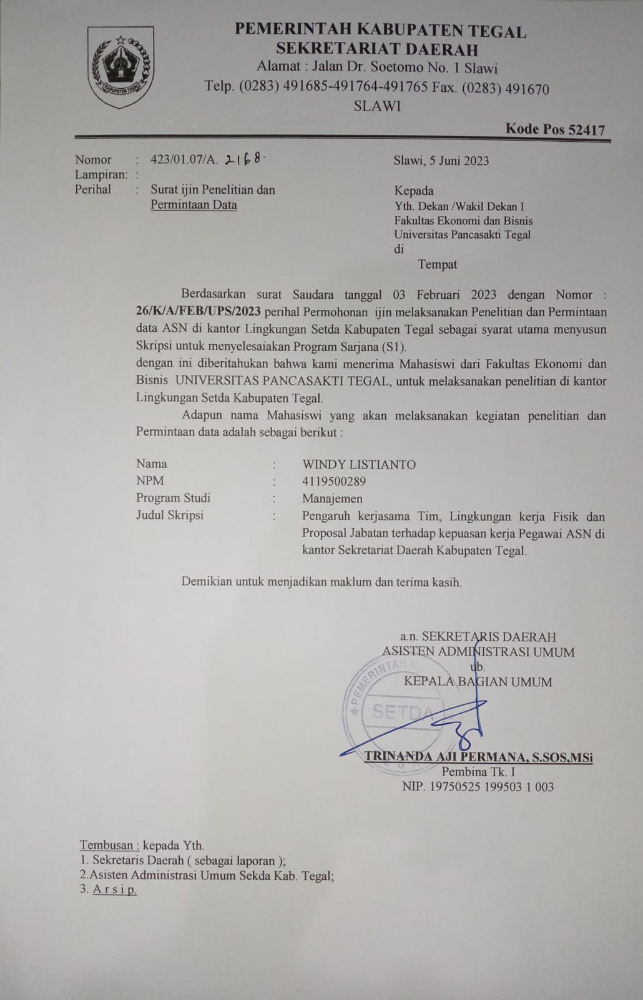 PEMERINTAH KABUPATEN TEGAL
SEKRETARIAT DAERAH
Alamat : Jalan Dr. Soetomo No. 1 Slawi
Telp. (0283) 491685-491764-491765 Fax. (0283) 491670
SLAWI
Kode Pos 52417
KABUPATEN TEGAL
Nomor : 423/01.07/A. 2168.
Lampiran: :
Perihal : Surat ijin Penelitian dan
Permintaan Data
Slawi, 5 Juni 2023
Kepada
Yth. Dekan /Wakil Dekan I
Fakultas Ekonomi dan Bisnis
Universitas Pancasakti Tegal
di
Tempat
Berdasarkan surat Saudara tanggal 03 Februari 2023 dengan Nomor :
26/K/A/FEB/UPS/2023 perihal Permohonan ijin melaksanakan Penelitian dan Permintaan
data ASN di kantor Lingkungan Setda Kabupaten Tegal sebagai syarat utama menyusun
Skripsi untuk menyelesaiakan Program Sarjana (S1).
dengan ini diberitahukan bahwa kami menerima Mahasiswi dari Fakultas Ekonomi dan
Bisnis UNIVERSITAS PANCASAKTI TEGAL, untuk melaksanakan penelitian di kantor
Lingkungan Setda Kabupaten Tegal.
Adapun nama Mahasiswi yang akan melaksanakan kegiatan penelitian dan
Permintaan data adalah sebagai berikut :
Nama : WINDY LISTIANTO
NPM : 4119500289
Program Studi : Manajemen
Judul Skripsi : Pengaruh kerjasama Tim, Lingkungan kerja Fisik dan
Proposal Jabatan terhadap kepuasan kerja Pegawai ASN di
kantor Sekretariat Daerah Kabupaten Tegal.
Demikian untuk menjadikan maklum dan terima kasih.
a.n. SEKRETARIS DAERAH
ASISTEN ADMINISTRASI UMUM
ub.
KEPALA BAGIAN UMUM
PEMERINTAH
SETDA
TRINANDA AJI PERMANA, S.SOS,MSi
Pembina Tk. I
NIP. 19750525 199503 1 003
Tembusan : kepada Yth.
1. Sekretaris Daerah ( sebagai laporan );
2.Asisten Administrasi Umum Sekda Kab. Tegal;
3. A r s i p.